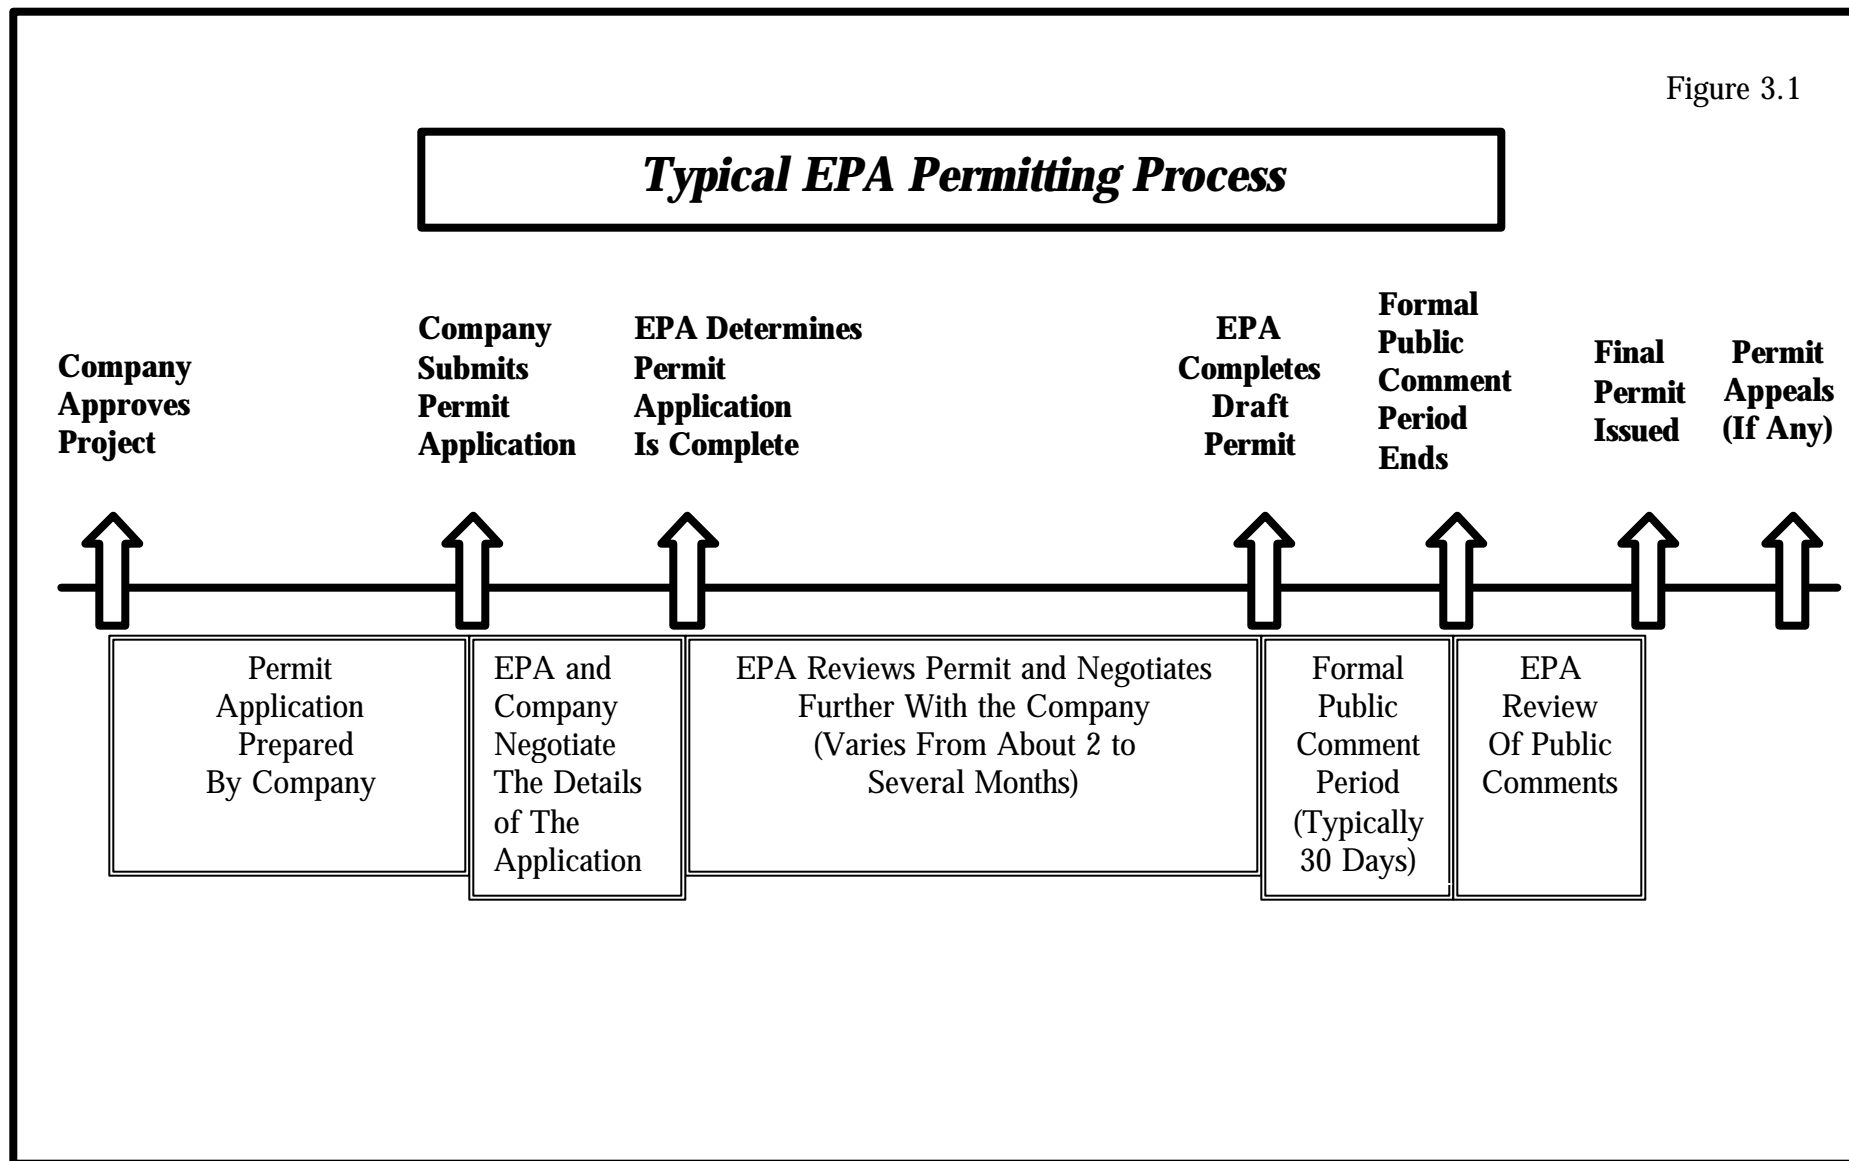 Figure 3.1
Typical EPA Permitting Process
Company
Approves
Project
Company
Submits
Permit
Application
EPA Determines
Permit
Application
Is Complete
EPA
Completes
Draft
Permit
Formal
Public
Comment
Period
Ends
Final
Permit
Issued
Permit
Appeals
(If Any)
Permit
Application
Prepared
By Company
EPA and
Company
Negotiate
The Details
of The
Application
EPA Reviews Permit and Negotiates
Further With the Company
(Varies From About 2 to
Several Months)
Formal
Public
Comment
Period
(Typically
30 Days)
EPA
Review
Of Public
Comments